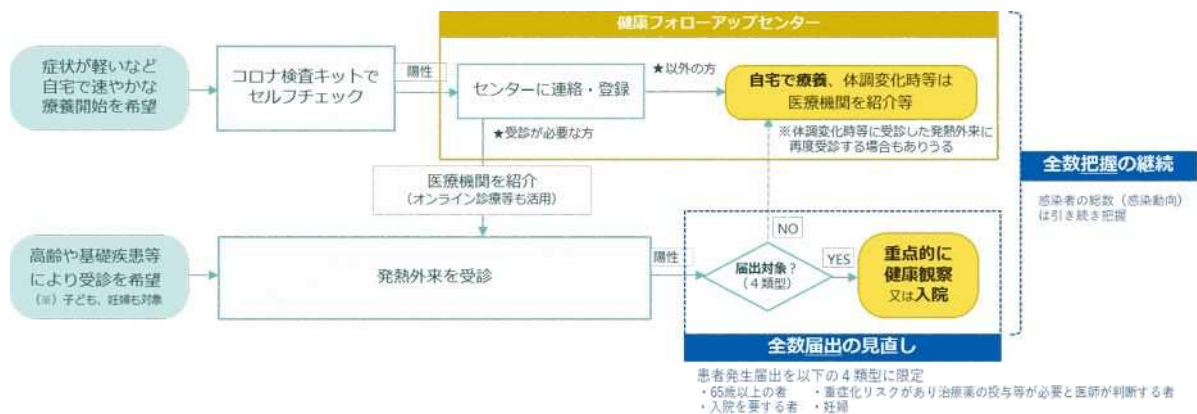 健康フォローアップセンター
症状が軽いなど
自宅で速やかな
療養開始を希望
コロナ検査キットで
セルフチェック
陽性
センターに連絡・登録
★以外の方
自宅で療養、体調変化時等は
医療機関を紹介等
★受診が必要な方
※体調変化時等に受診した発熱外来に
再度受診する場合もありうる
医療機関を紹介
(オンライン診療等も活用)
全数把握の継続
感染者の総数（感染動向）
は引き続き把握
高齢や基礎疾患等
により受診を希望
(※) 子ども、妊婦も対象
発熱外来を受診
陽性
NO
届出対象？
(４類型)
YES
重点的に
健康観察
又は入院
全数届出の見直し
患者発生届出を以下の４類型に限定
・65歳以上の者 ・重症化リスクがあり治療薬の投与等が必要と医師が判断する者
・入院を要する者 ・妊婦